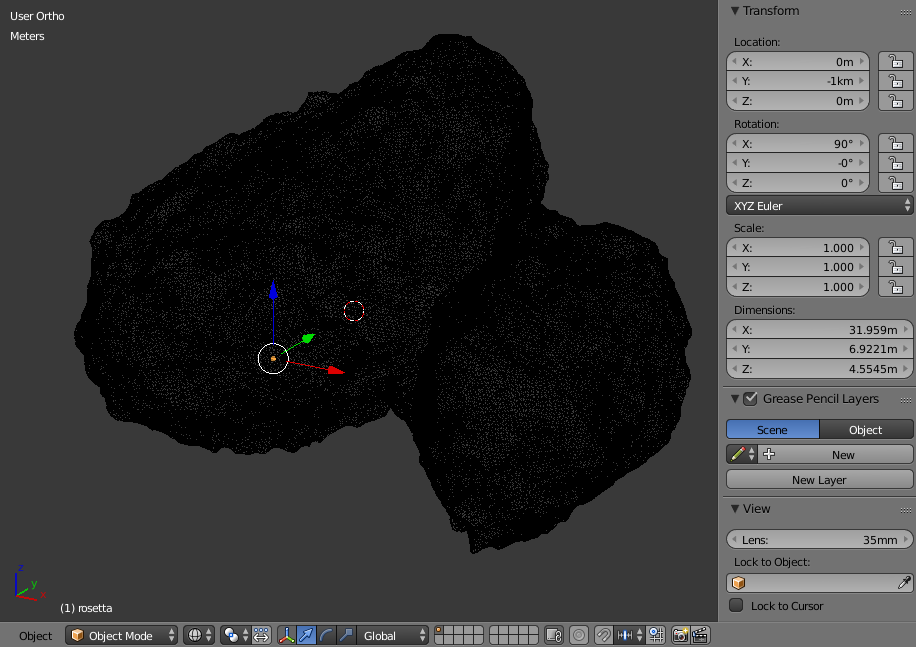 User Ortho
Meters
z
y
x
(1) rosetta
Transform
Location:
X: 0m
Y: -1km
Z: 0m
Rotation:
X: 90°
Y: -0°
Z: 0°
XYZ Euler
Scale:
X: 1.000
Y: 1.000
Z: 1.000
Dimensions:
X: 31.959m
Y: 6.9221m
Z: 4.5545m
Grease Pencil Layers
Scene Object
New
New Layer
View
Lens: 35mm
Lock to Object:
Lock to Cursor
Object Object Mode Global